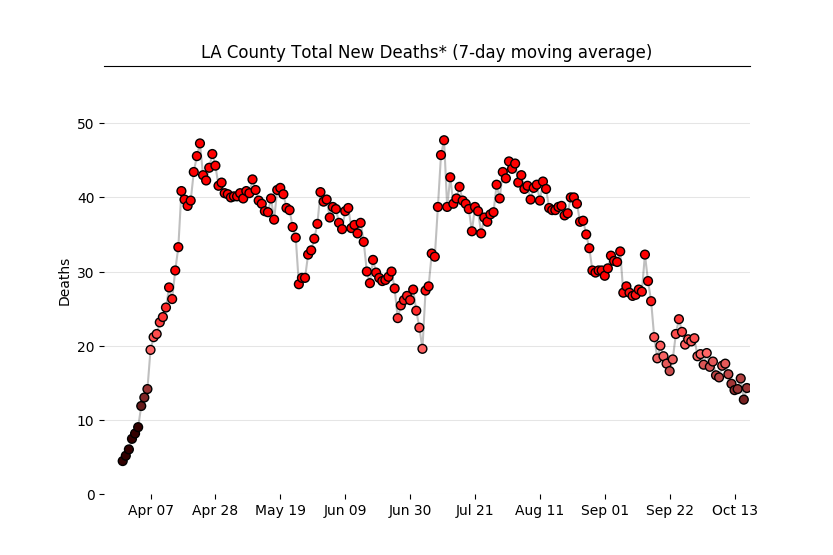 LA County Total New Deaths* (7-day moving average)
50
40
30
20
10
0
Deaths
Apr 07 Apr 28 May 19 Jun 09 Jun 30 Jul 21 Aug 11 Sep 01 Sep 22 Oct 13